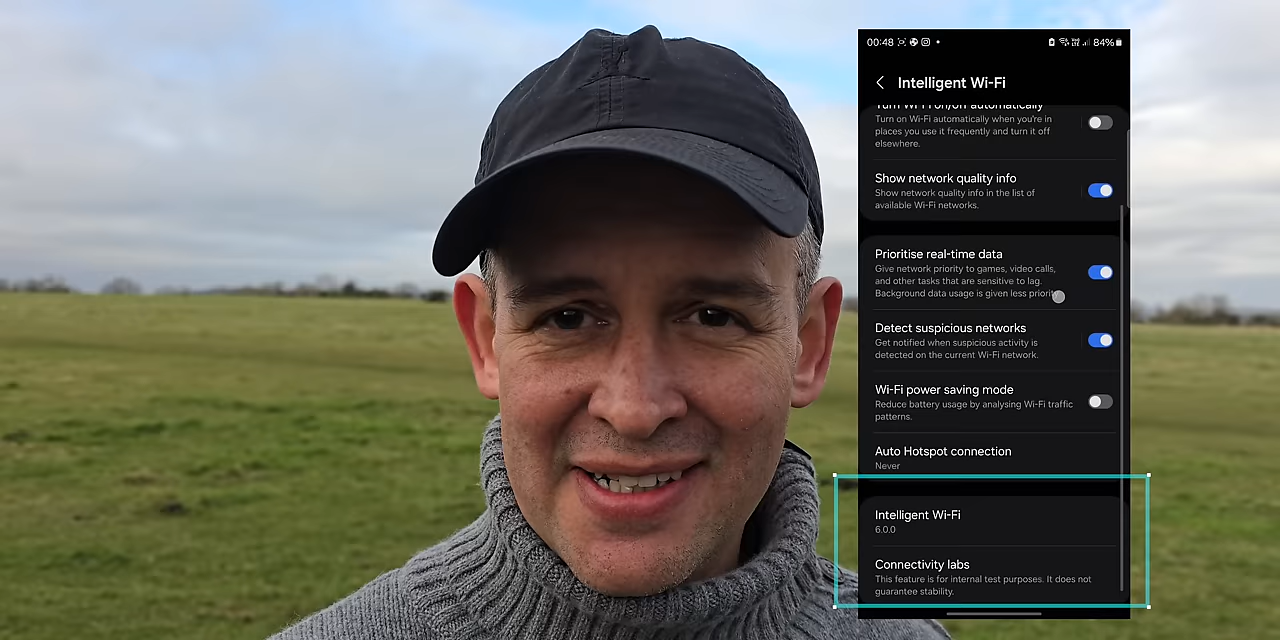 00:48
84%
Intelligent Wi-Fi
Turn Wi-Fi on/off automatically
Turn on Wi-Fi automatically when you're in
places you use it frequently and turn it off
elsewhere.
Show network quality info
Show network quality info in the list of
available Wi-Fi networks.
Prioritise real-time data
Give network priority to games, video calls,
and other tasks that are sensitive to lag.
Background data usage is given less priority.
Detect suspicious networks
Get notified when suspicious activity is
detected on the current Wi-Fi network.
Wi-Fi power saving mode
Reduce battery usage by analysing Wi-Fi traffic
patterns.
Auto Hotspot connection
Never
Intelligent Wi-Fi
6.0.0
Connectivity labs
This feature is for internal test purposes. It does not
guarantee stability.